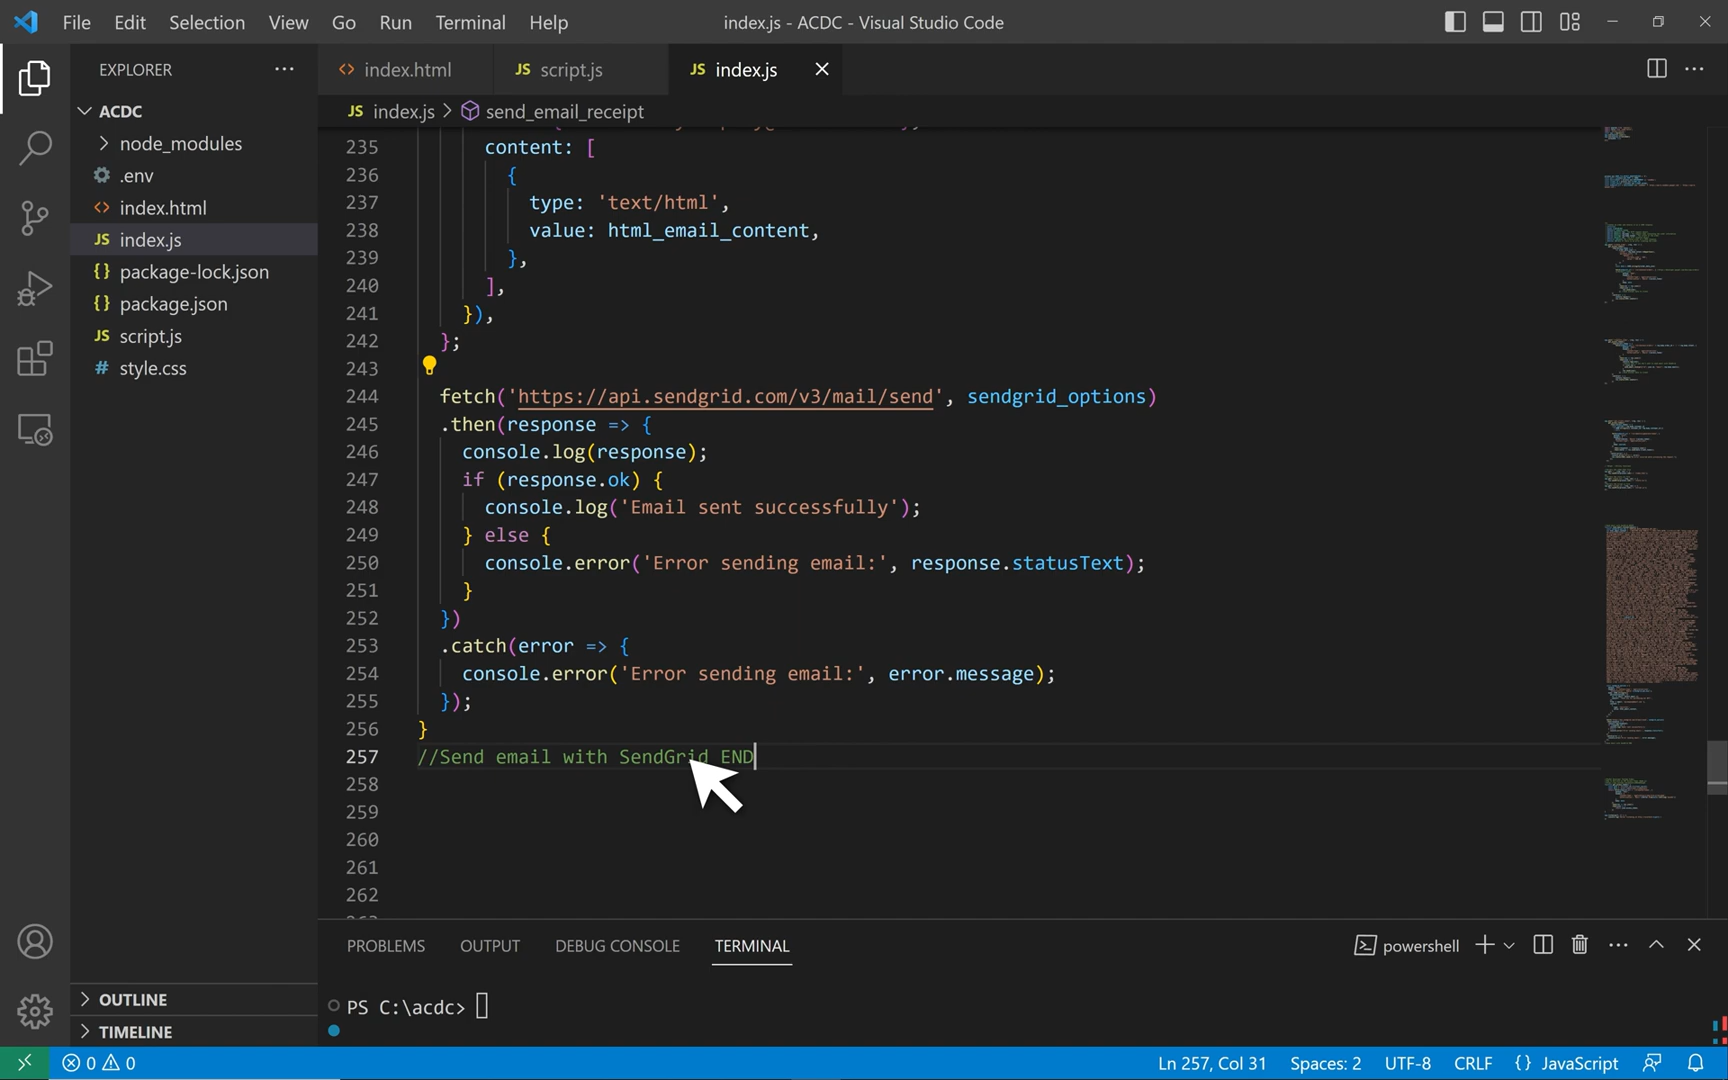 File Edit Selection View Go Run Terminal Help
index.js - ACDC - Visual Studio Code
EXPLORER
ACDC
node_modules
.env
index.html
JS index.js
{} package-lock.json
{} package.json
JS script.js
# style.css
OUTLINE
TIMELINE
<> index.html
JS script.js
JS index.js
JS index.js > send_email_receipt
235 content: [
236 {
237 type: 'text/html',
238 value: html_email_content,
239 },
240 ],
241 }),
242 };
243
244 fetch('https://api.sendgrid.com/v3/mail/send', sendgrid_options)
245 .then(response => {
246 console.log(response);
247 if (response.ok) {
248 console.log('Email sent successfully');
249 } else {
250 console.error('Error sending email:', response.statusText);
251 }
252 })
253 .catch(error => {
254 console.error('Error sending email:', error.message);
255 });
256 }
257 //Send email with SendGrid END
258
259
260
261
262
PROBLEMS OUTPUT DEBUG CONSOLE TERMINAL
powershell
PS C:\acdc>
0 0
Ln 257, Col 31 Spaces: 2 UTF-8 CRLF {} JavaScript